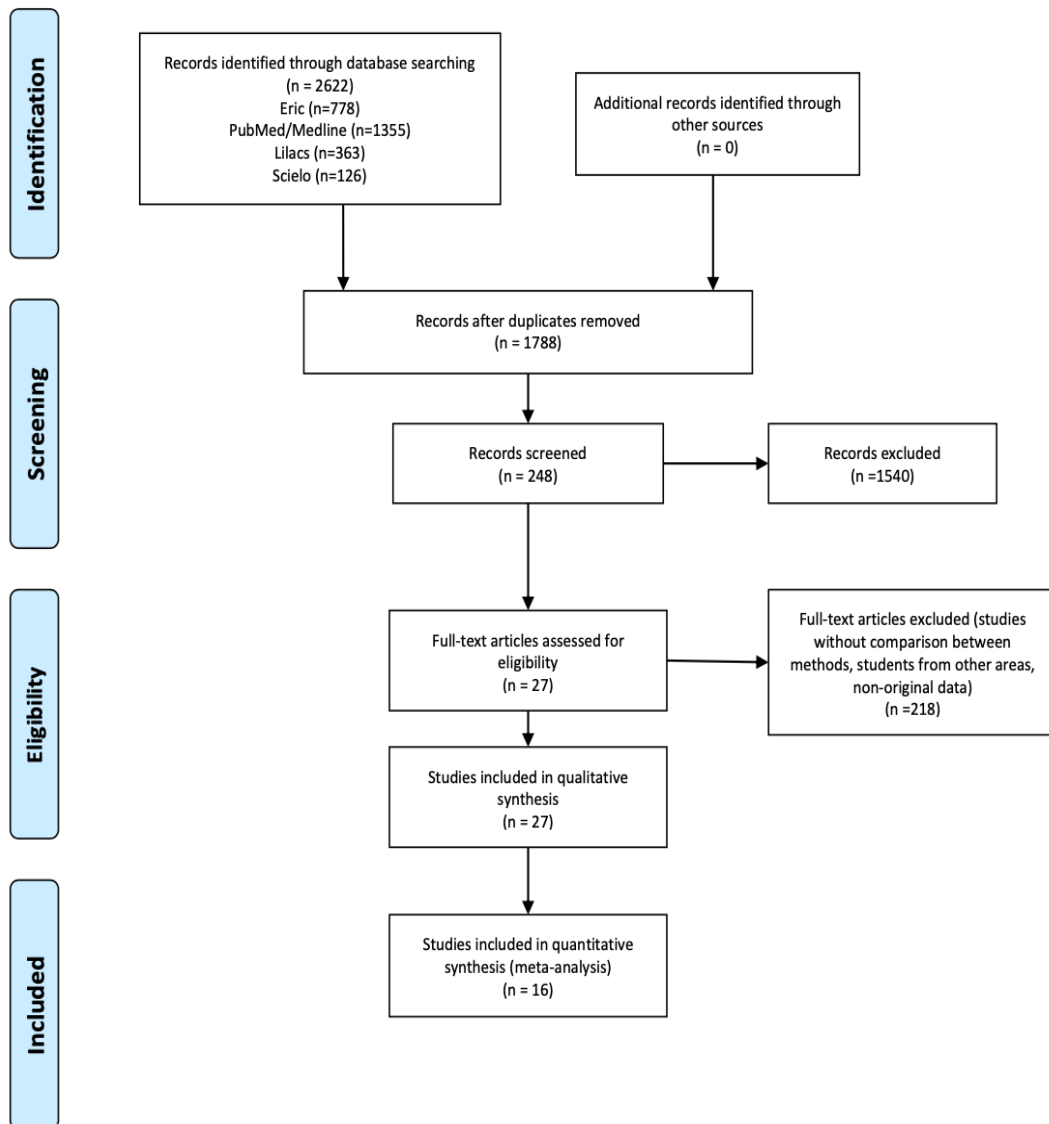 Identification
Records identified through database searching
(n = 2622)
Eric (n=778)
PubMed/Medline (n=1355)
Lilacs (n=363)
Scielo (n=126)
Additional records identified through
other sources
(n = 0)
Screening
Records after duplicates removed
(n = 1788)
Records screened
(n = 248)
Records excluded
(n =1540)
Eligibility
Full-text articles assessed for
eligibility
(n = 27)
Full-text articles excluded (studies
without comparison between
methods, students from other areas,
non-original data)
(n =218)
Studies included in qualitative
synthesis
(n = 27)
Included
Studies included in quantitative
synthesis (meta-analysis)
(n = 16)